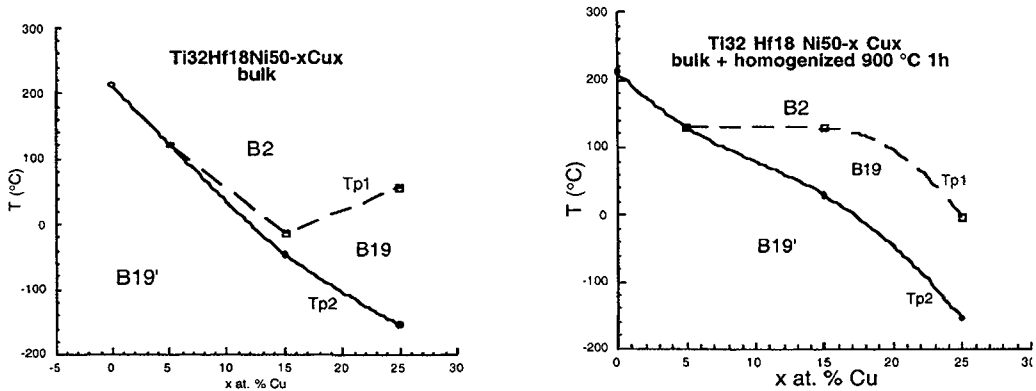 300
Ti32Hf18Ni50-xCux
bulk
200
B2
100
T (°C)
Tp1
0
B19
B19'
-100
Tp2
-200
-5 0 5 10 15 20 25 30
x at. % Cu
300
Ti32 Hf18 Ni50-x Cux
bulk + homogenized 900 °C 1h
200
B2
100
T (°C)
B19
Tp1
0
B19'
-100
Tp2
-200
0 5 10 15 20 25 30
x at. % Cu